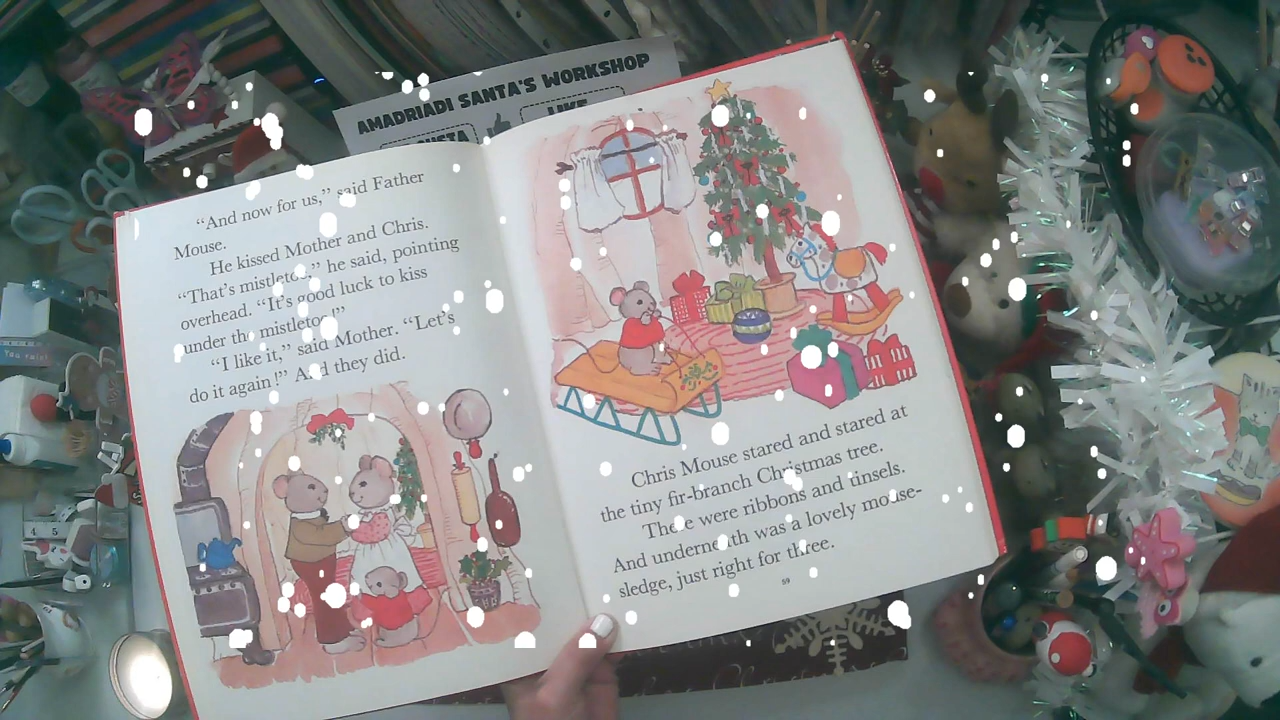 AMADRIADI SANTA'S WORKSHOP
LIKE
“And now for us,” said Father
Mouse.
He kissed Mother and Chris.
“That's mistletoe,” he said, pointing
overhead. “It's good luck to kiss
under the mistletoe!”
“I like it,” said Mother. “Let's
do it again!” And they did.
Chris Mouse stared and stared at
the tiny fir-branch Christmas tree.
There were ribbons and tinsels.
And underneath was a lovely mouse-
sledge, just right for three.
59